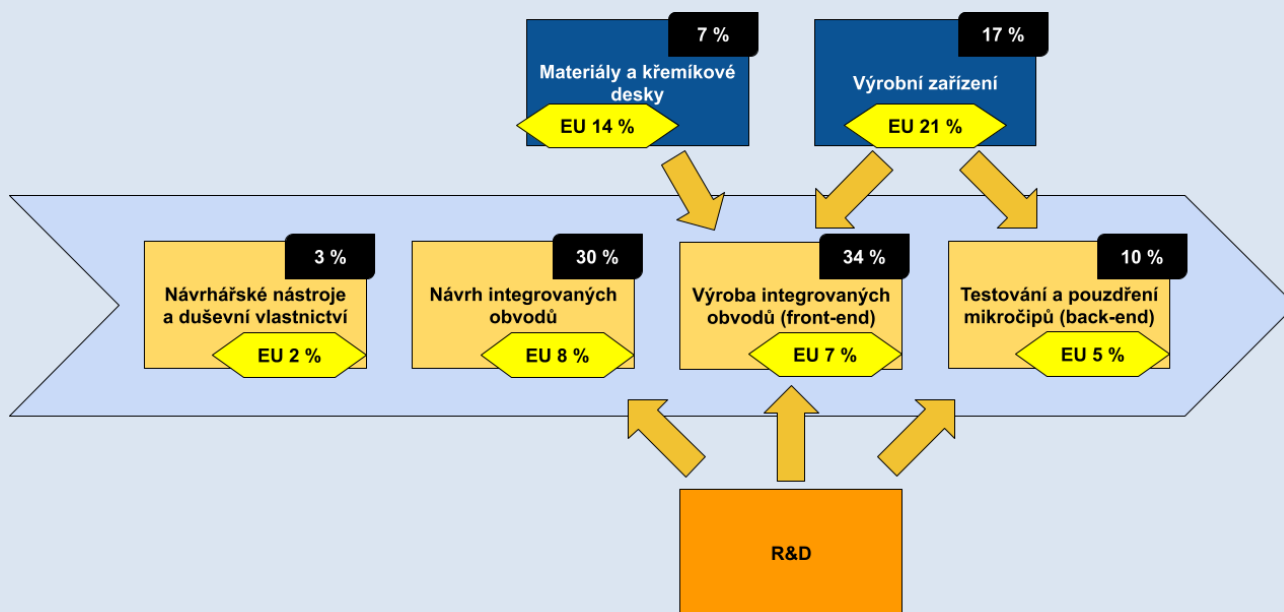 7 %
Materiály a křemíkové
desky
EU 14 %
17 %
Výrobní zařízení
EU 21 %
3 %
Návrhářské nástroje
a duševní vlastnictví
EU 2 %
30 %
Návrh integrovaných
obvodů
EU 8 %
34 %
Výroba integrovaných
obvodů (front-end)
EU 7 %
10 %
Testování a pouzdření
mikročipů (back-end)
EU 5 %
R&D